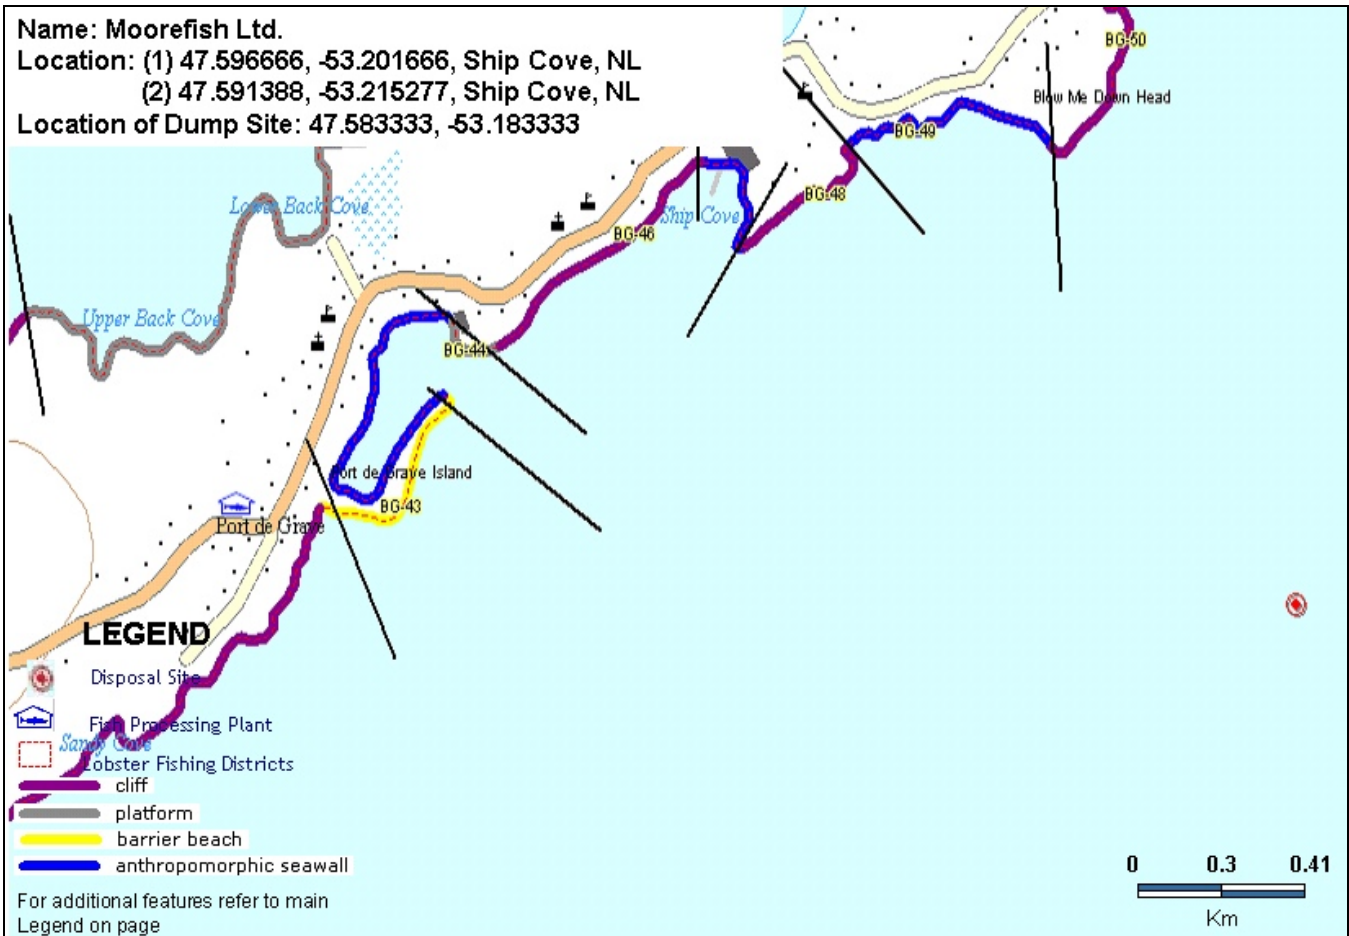 Name: Moorefish Ltd.
Location: (1) 47.596666, -53.201666, Ship Cove, NL
(2) 47.591388, -53.215277, Ship Cove, NL
Location of Dump Site: 47.583333, -53.183333
BG-50
Blow Me Down Head
BG-49
BG-48
Lower Back Cove
Ship Cove
BG-46
Upper Back Cove
BG-44
Port de Grave Island
BG-43
Port de Grave
LEGEND
Disposal Site
Fish Processing Plant
Sandy Cove
Lobster Fishing Districts
cliff
platform
barrier beach
anthropomorphic seawall
0 0.3 0.41
Km
For additional features refer to main
Legend on page